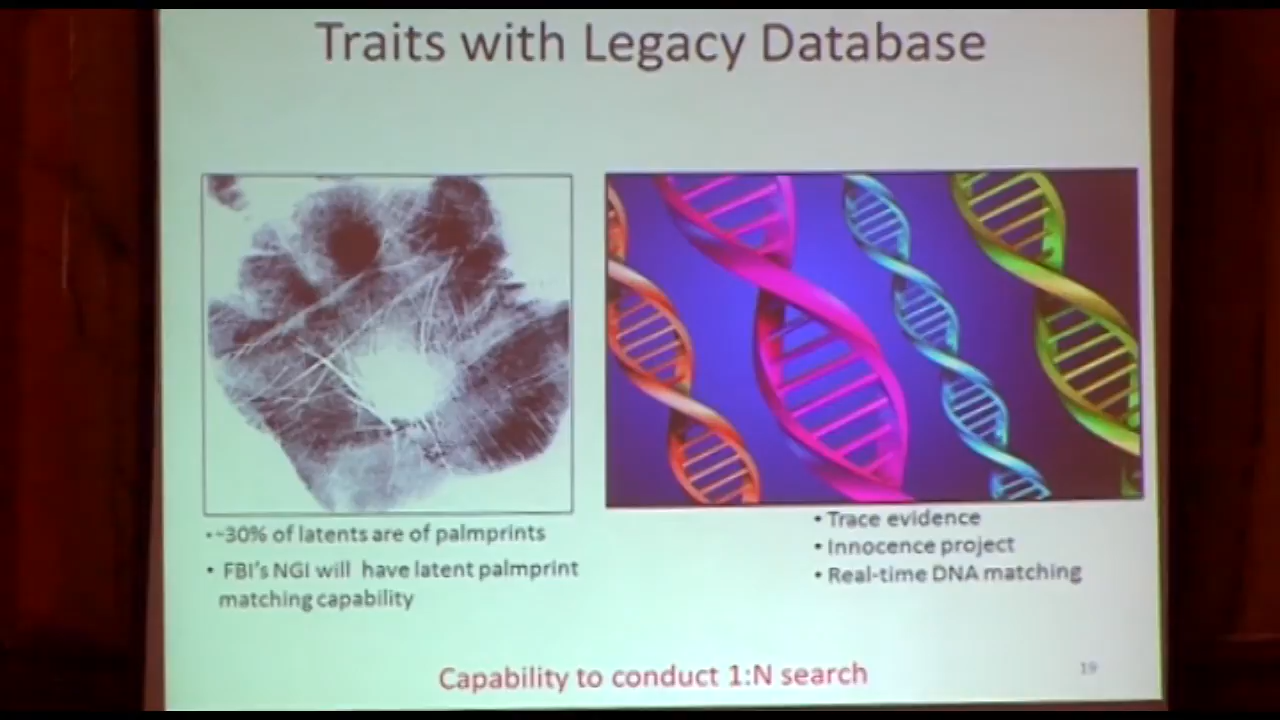 Traits with Legacy Database
• ~30% of latents are of palmprints
• FBI's NGI will have latent palmprint
matching capability
• Trace evidence
• Innocence project
• Real-time DNA matching
Capability to conduct 1:N search
19